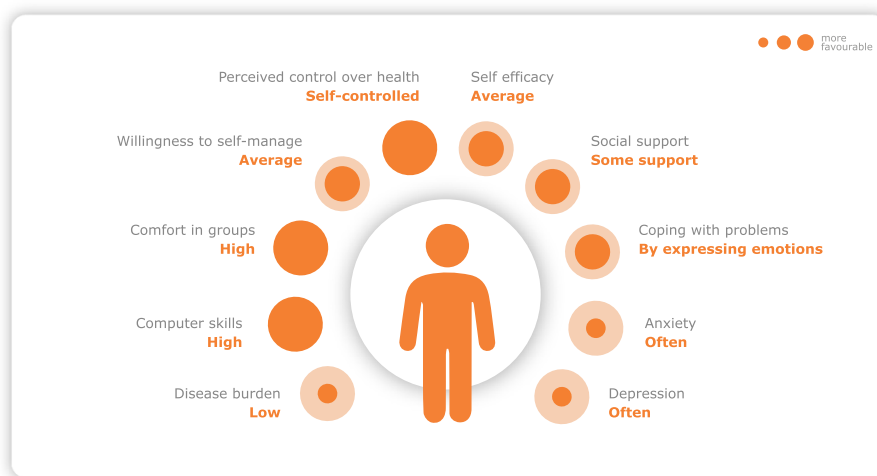 more
favourable
Perceived control over health
Self-controlled
Self efficacy
Average
Willingness to self-manage
Average
Social support
Some support
Comfort in groups
High
Coping with problems
By expressing emotions
Computer skills
High
Anxiety
Often
Disease burden
Low
Depression
Often